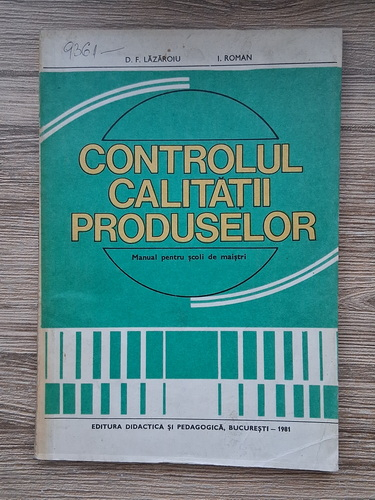 9361—
D. F. LĂZĂROIU I. ROMAN
CONTROLUL
CALITĂȚII
PRODUSELOR
Manual pentru școli de maiștri
EDITURA DIDACTICĂ ȘI PEDAGOGICĂ, BUCUREȘTI – 1981